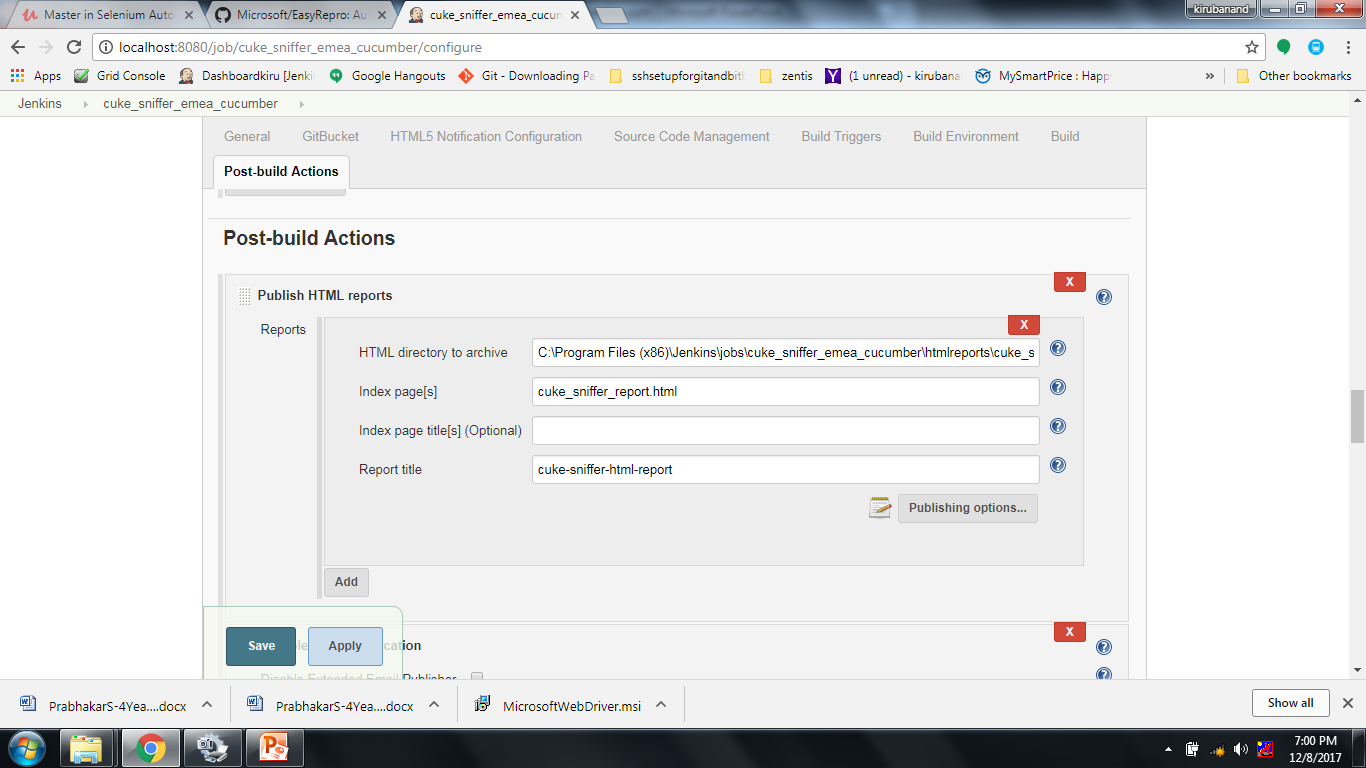 kirubanand
Master in Selenium Auto
Microsoft/EasyRepro: Au
cuke_sniffer_emea_cucum
localhost:8080/job/cuke_sniffer_emea_cucumber/configure
Apps
Grid Console
Dashboardkiru [Jenki
Google Hangouts
Git - Downloading Pa
sshsetupforgitandbitb
zentis
(1 unread) - kirubana
MySmartPrice : Happ
»
Other bookmarks
Jenkins
cuke_sniffer_emea_cucumber
General
GitBucket
HTML5 Notification Configuration
Source Code Management
Build Triggers
Build Environment
Build
Post-build Actions
Post-build Actions
X
Publish HTML reports
Reports
X
HTML directory to archive
C:\Program Files (x86)\Jenkins\jobs\cuke_sniffer_emea_cucumber\htmlreports\cuke_s
Index page[s]
cuke_sniffer_report.html
Index page title[s] (Optional)
Report title
cuke-sniffer-html-report
Publishing options...
Add
X
Save
Apply
cation
Disable Extended Email Publisher
PrabhakarS-4Yea....docx
PrabhakarS-4Yea....docx
MicrosoftWebDriver.msi
Show all
7:00 PM
12/8/2017